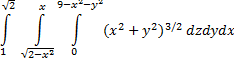 ∫_{1}^{√2} ∫_{√(2−x²)}^{x} ∫_{0}^{9−x²−y²} (x² + y²)^{3/2} dzdydx